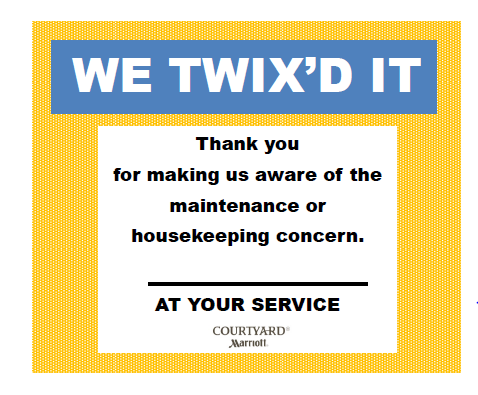 WE TWIX’D IT
Thank you
for making us aware of the
maintenance or
housekeeping concern.
AT YOUR SERVICE
COURTYARD®
Marriott.